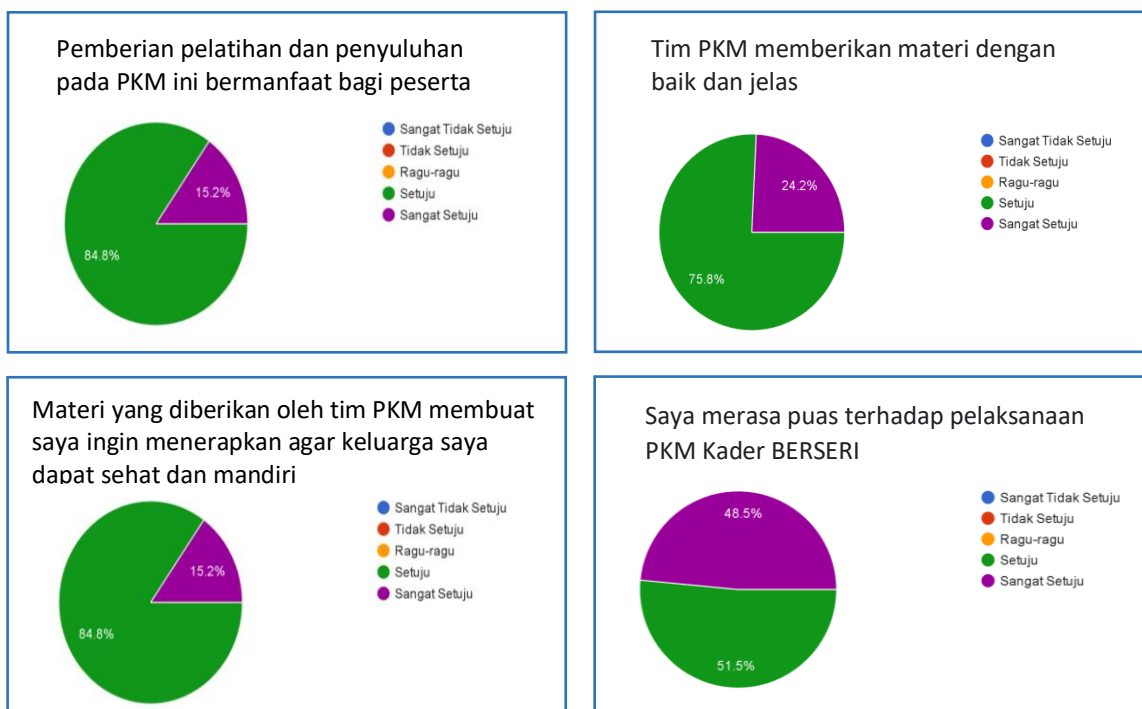 Pemberian pelatihan dan penyuluhan
pada PKM ini bermanfaat bagi peserta
Sangat Tidak Setuju
Tidak Setuju
Ragu-ragu
Setuju
Sangat Setuju
15.2%
84.8%
Tim PKM memberikan materi dengan
baik dan jelas
Sangat Tidak Setuju
Tidak Setuju
Ragu-ragu
Setuju
Sangat Setuju
24.2%
75.8%
Materi yang diberikan oleh tim PKM membuat
saya ingin menerapkan agar keluarga saya
dapat sehat dan mandiri
Sangat Tidak Setuju
Tidak Setuju
Ragu-ragu
Setuju
Sangat Setuju
15.2%
84.8%
Saya merasa puas terhadap pelaksanaan
PKM Kader BERSERI
Sangat Tidak Setuju
Tidak Setuju
Ragu-ragu
Setuju
Sangat Setuju
48.5%
51.5%